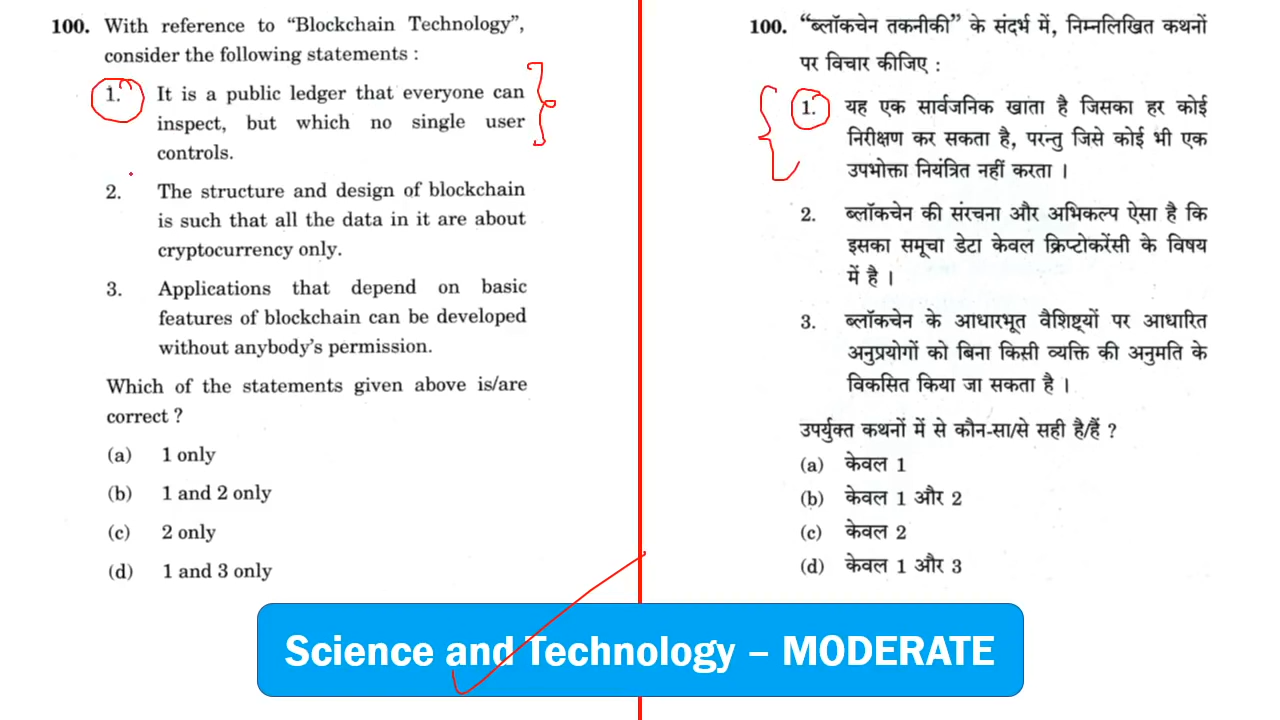 100. With reference to "Blockchain Technology",
consider the following statements :
1. It is a public ledger that everyone can
inspect, but which no single user
controls.
2. The structure and design of blockchain
is such that all the data in it are about
cryptocurrency only.
3. Applications that depend on basic
features of blockchain can be developed
without anybody's permission.
Which of the statements given above is/are
correct ?
(a) 1 only
(b) 1 and 2 only
(c) 2 only
(d) 1 and 3 only
100. “ब्लॉकचेन तकनीकी” के संदर्भ में, निम्नलिखित कथनों
पर विचार कीजिए :
1. यह एक सार्वजनिक खाता है जिसका हर कोई
निरीक्षण कर सकता है, परन्तु जिसे कोई भी एक
उपभोक्ता नियंत्रित नहीं करता ।
2. ब्लॉकचेन की संरचना और अभिकल्प ऐसा है कि
इसका समूचा डेटा केवल क्रिप्टोकरेंसी के विषय
में है ।
3. ब्लॉकचेन के आधारभूत वैशिष्ट्यों पर आधारित
अनुप्रयोगों को बिना किसी व्यक्ति की अनुमति के
विकसित किया जा सकता है ।
उपर्युक्त कथनों में से कौन-सा/से सही है/हैं ?
(a) केवल 1
(b) केवल 1 और 2
(c) केवल 2
(d) केवल 1 और 3
Science and Technology – MODERATE